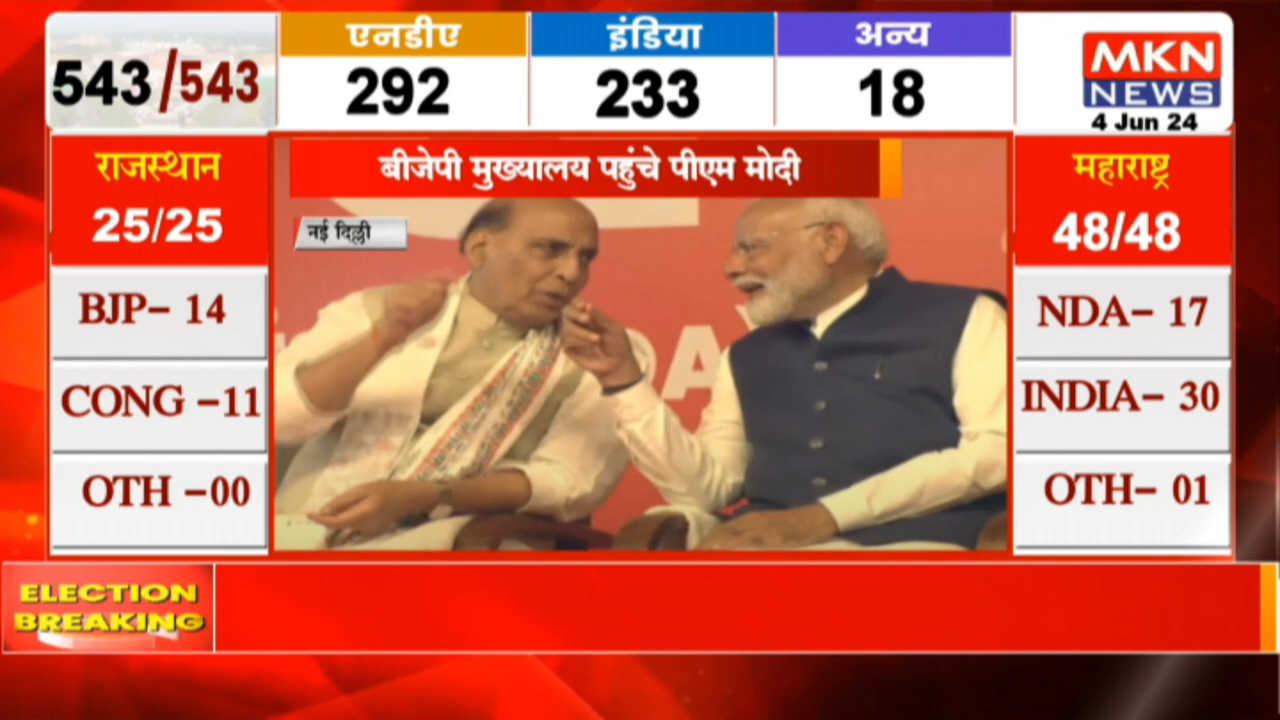 543/543
एनडीए
292
इंडिया
233
अन्य
18
MKN
NEWS
4 Jun 24
राजस्थान
25/25
BJP- 14
CONG -11
OTH -00
बीजेपी मुख्यालय पहुंचे पीएम मोदी
नई दिल्ली
DA
महाराष्ट्र
48/48
NDA- 17
INDIA- 30
OTH- 01
ELECTION
BREAKING